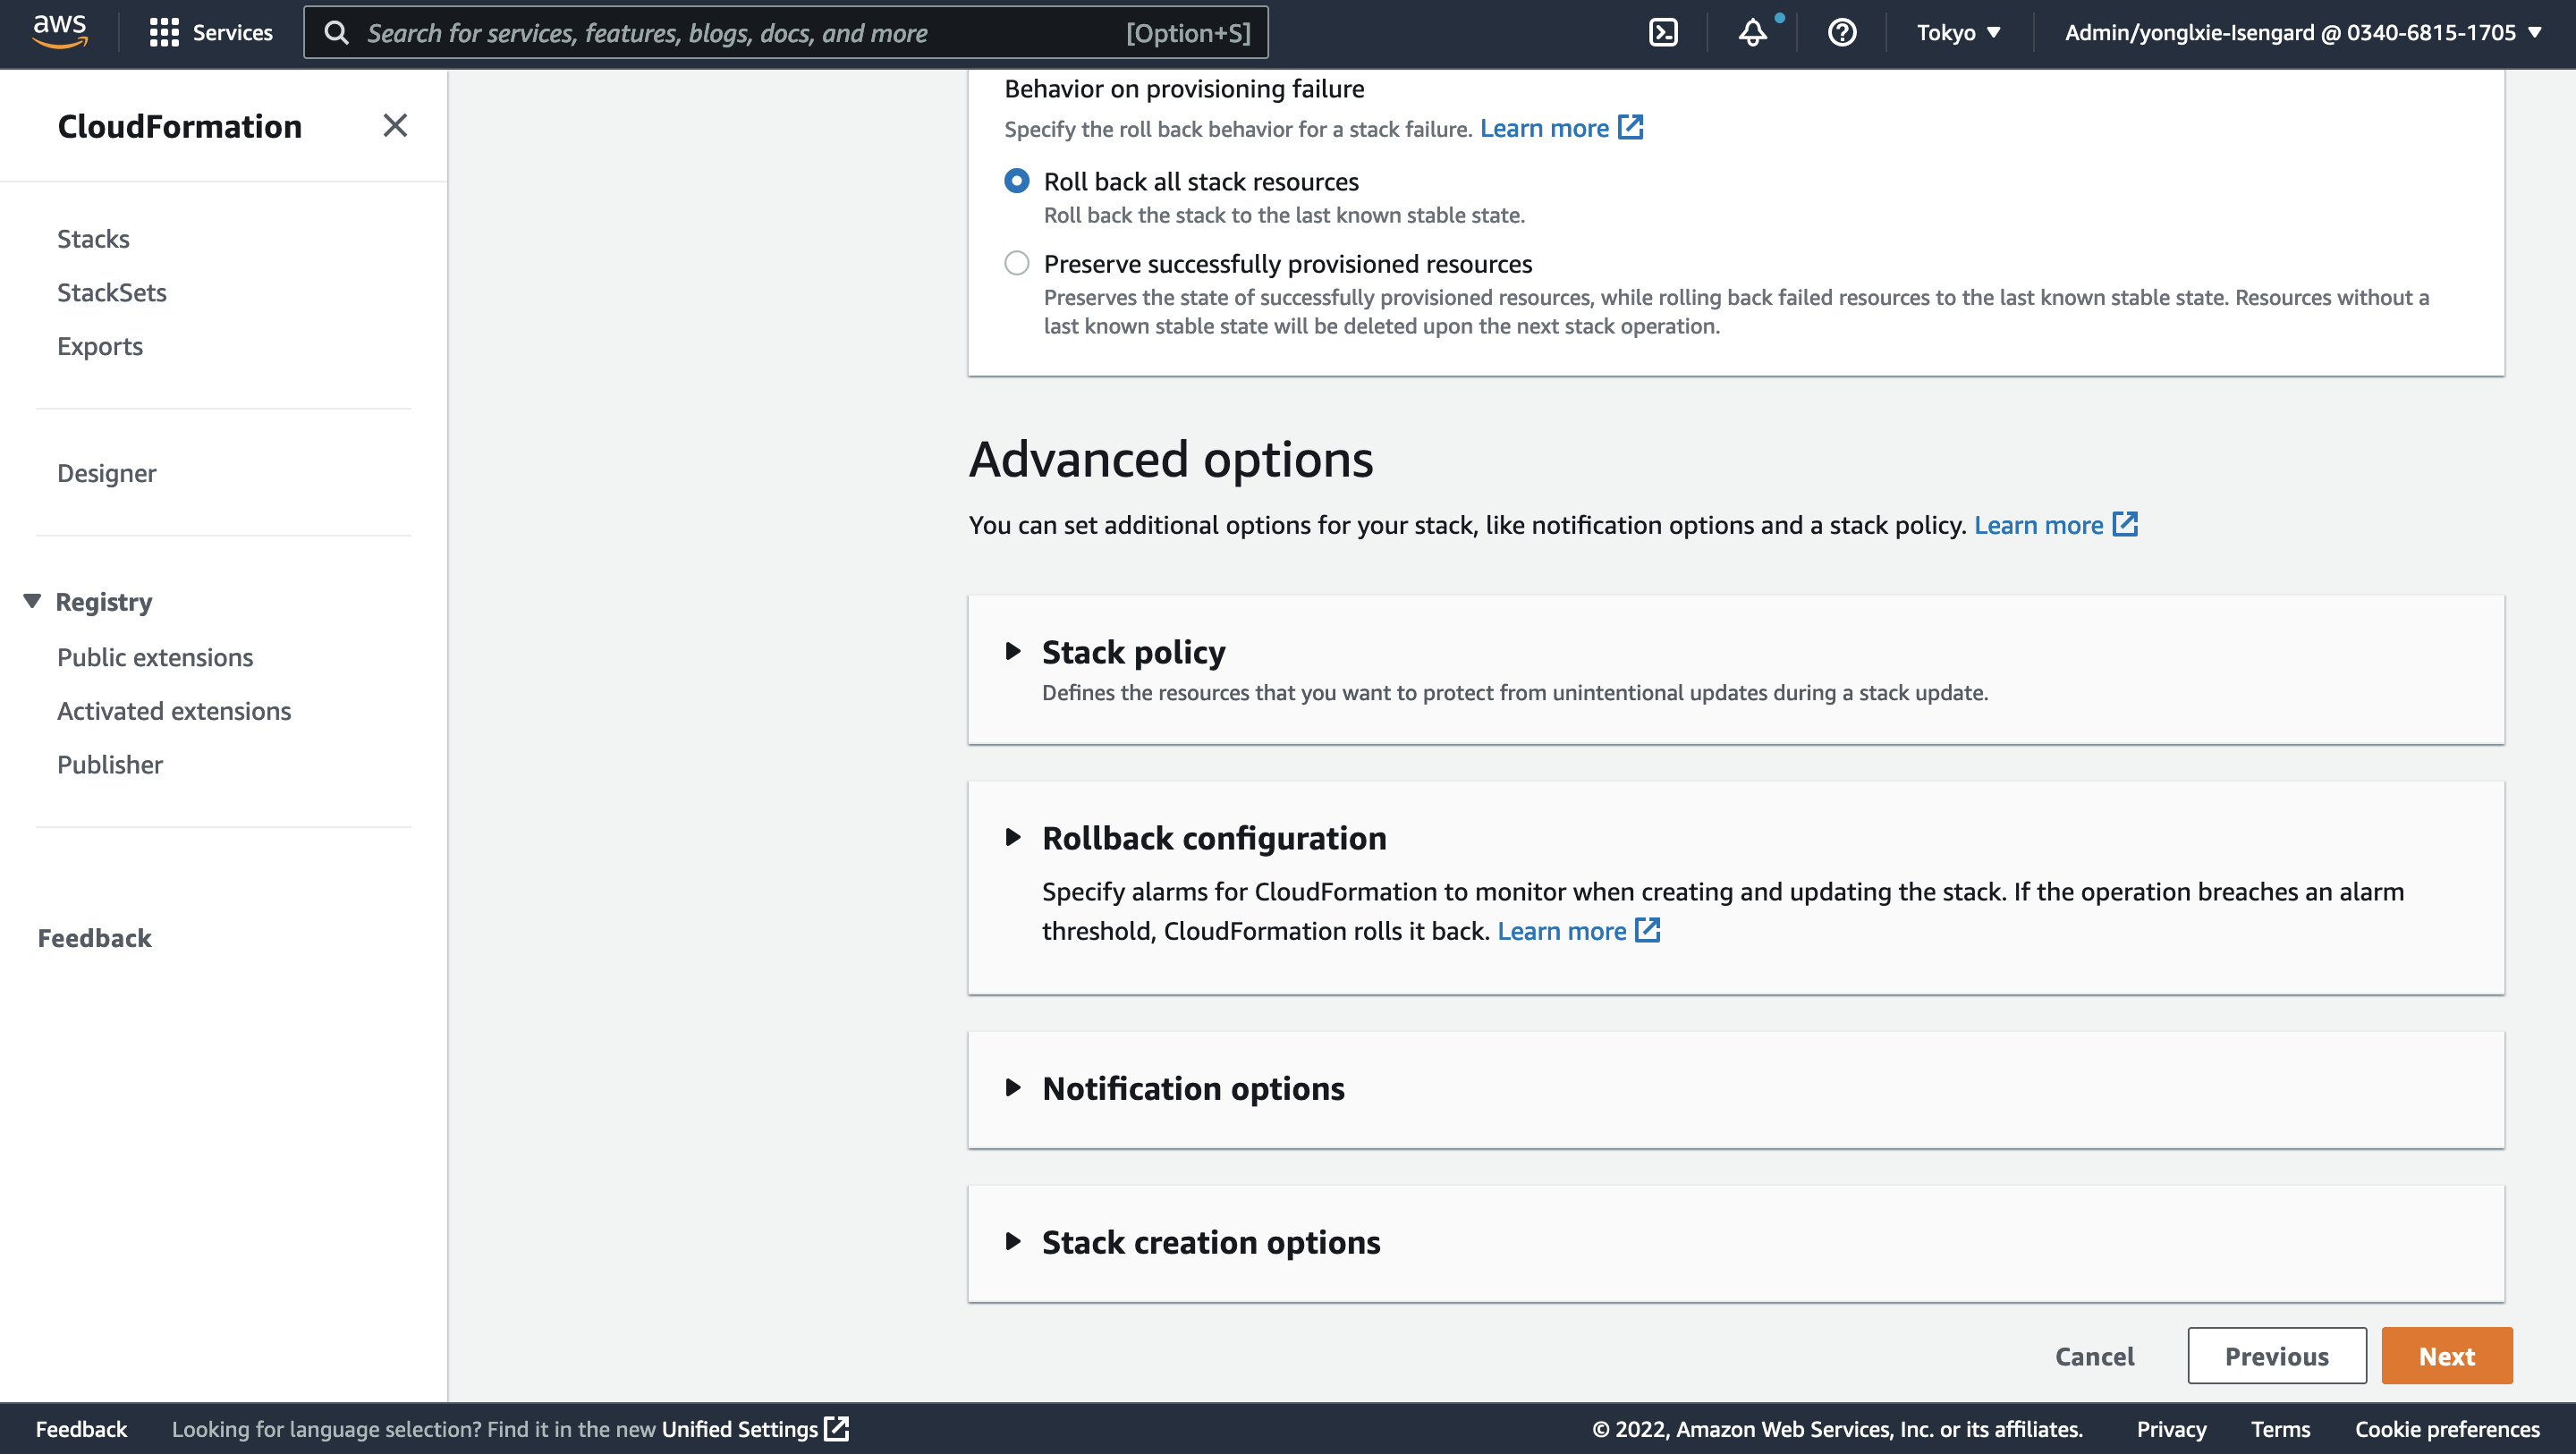 aws
Services
Search for services, features, blogs, docs, and more
[Option+S]
Tokyo ▼
Admin/yonglxie-Isengard @ 0340-6815-1705 ▼
CloudFormation
Stacks
StackSets
Exports
Designer
Registry
Public extensions
Activated extensions
Publisher
Feedback
Behavior on provisioning failure
Specify the roll back behavior for a stack failure. Learn more
Roll back all stack resources
Roll back the stack to the last known stable state.
Preserve successfully provisioned resources
Preserves the state of successfully provisioned resources, while rolling back failed resources to the last known stable state. Resources without a
last known stable state will be deleted upon the next stack operation.
Advanced options
You can set additional options for your stack, like notification options and a stack policy. Learn more
Stack policy
Defines the resources that you want to protect from unintentional updates during a stack update.
Rollback configuration
Specify alarms for CloudFormation to monitor when creating and updating the stack. If the operation breaches an alarm
threshold, CloudFormation rolls it back. Learn more
Notification options
Stack creation options
Cancel
Previous
Next
Feedback
Looking for language selection? Find it in the new Unified Settings
© 2022, Amazon Web Services, Inc. or its affiliates.
Privacy
Terms
Cookie preferences